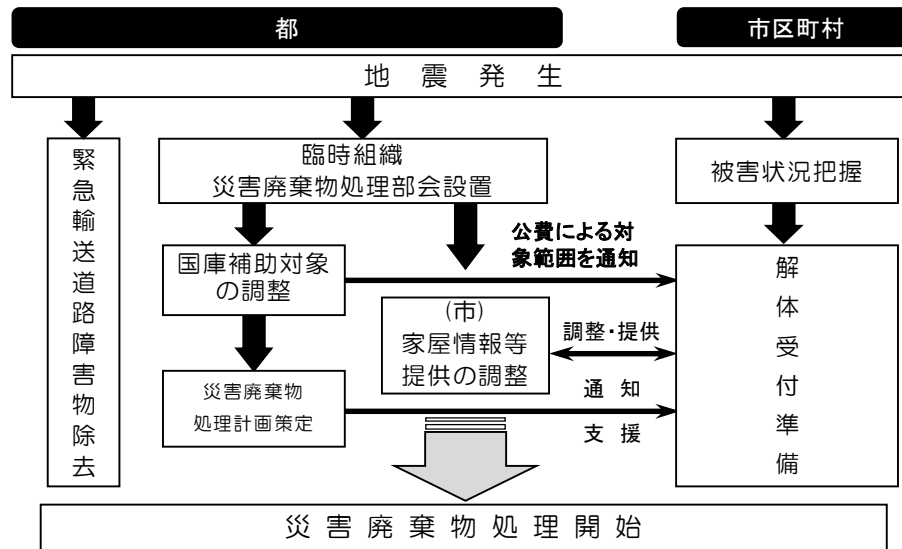 都
市区町村
地震発生
緊急輸送道路障害物除去
臨時組織
災害廃棄物処理部会設置
被害状況把握
公費による対
象範囲を通知
国庫補助対象
の調整
解体受付準備
(市)
家屋情報等
提供の調整
調整・提供
災害廃棄物
処理計画策定
通知
支援
災害廃棄物処理開始